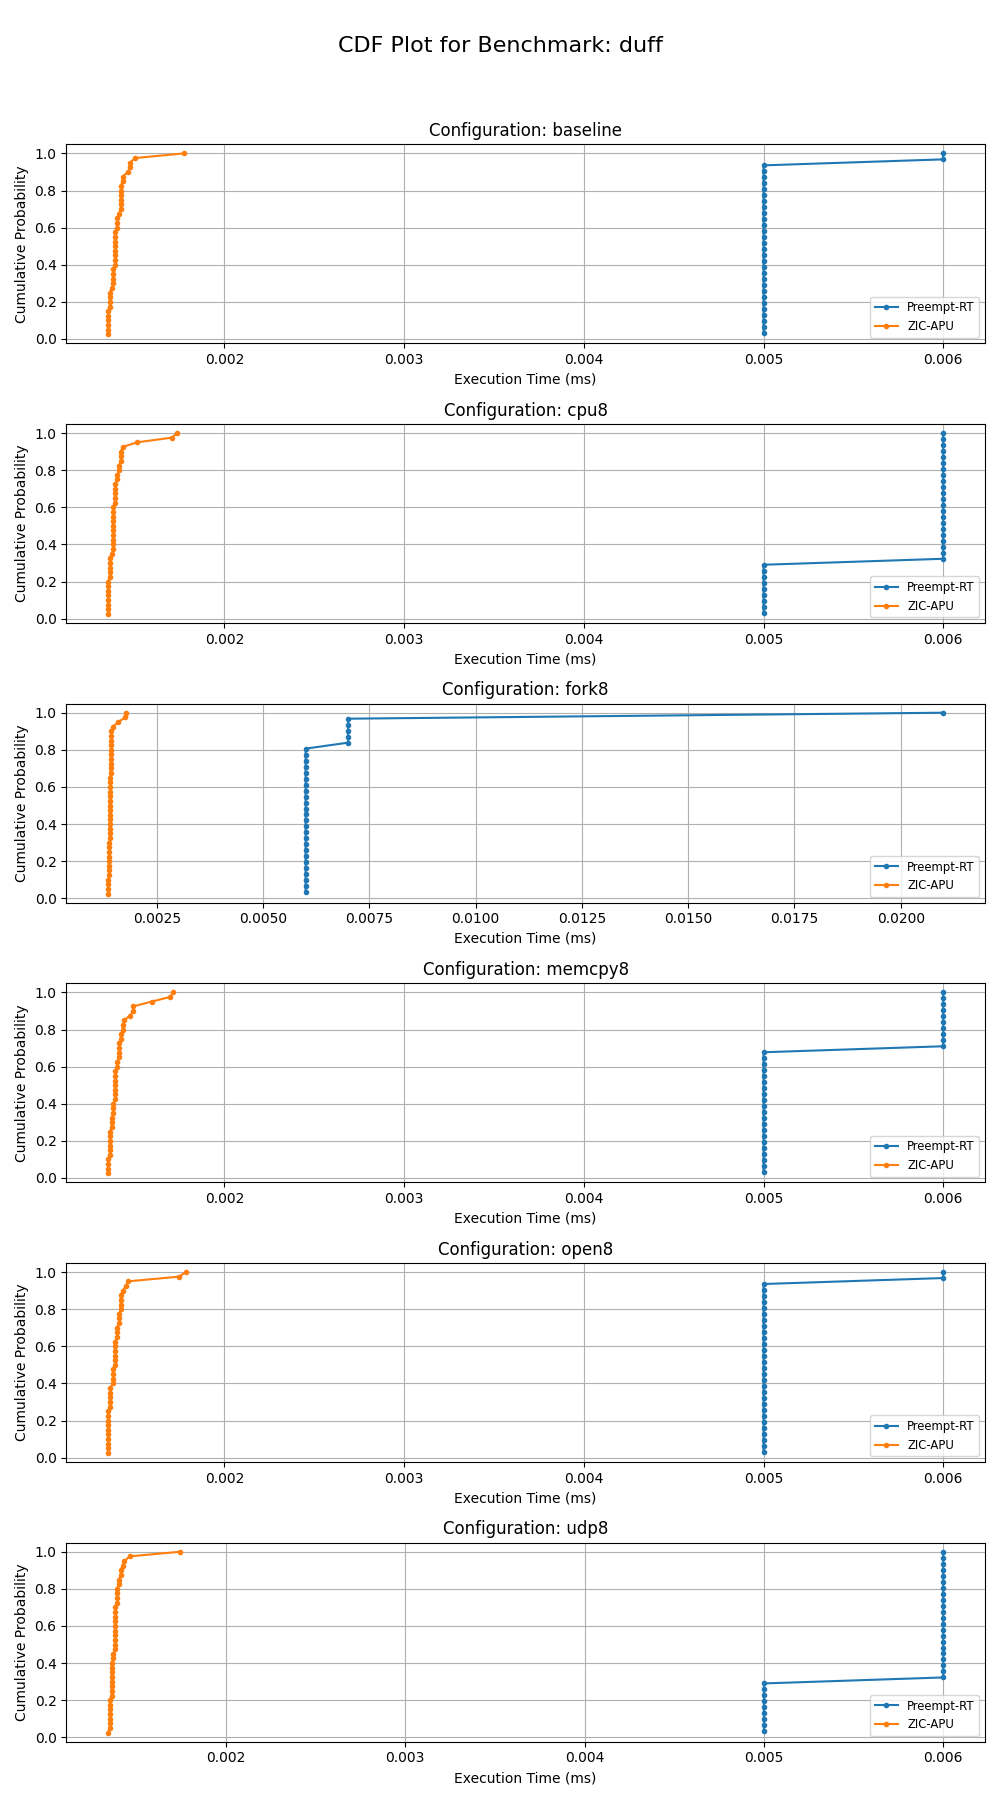 CDF Plot for Benchmark: duff
Configuration: baseline
Cumulative Probability
1.0
0.8
0.6
0.4
0.2
0.0
Preempt-RT
ZIC-APU
0.002 0.003 0.004 0.005 0.006
Execution Time (ms)
Configuration: cpu8
Cumulative Probability
1.0
0.8
0.6
0.4
0.2
0.0
Preempt-RT
ZIC-APU
0.002 0.003 0.004 0.005 0.006
Execution Time (ms)
Configuration: fork8
Cumulative Probability
1.0
0.8
0.6
0.4
0.2
0.0
Preempt-RT
ZIC-APU
0.0025 0.0050 0.0075 0.0100 0.0125 0.0150 0.0175 0.0200
Execution Time (ms)
Configuration: memcpy8
Cumulative Probability
1.0
0.8
0.6
0.4
0.2
0.0
Preempt-RT
ZIC-APU
0.002 0.003 0.004 0.005 0.006
Execution Time (ms)
Configuration: open8
Cumulative Probability
1.0
0.8
0.6
0.4
0.2
0.0
Preempt-RT
ZIC-APU
0.002 0.003 0.004 0.005 0.006
Execution Time (ms)
Configuration: udp8
Cumulative Probability
1.0
0.8
0.6
0.4
0.2
0.0
Preempt-RT
ZIC-APU
0.002 0.003 0.004 0.005 0.006
Execution Time (ms)